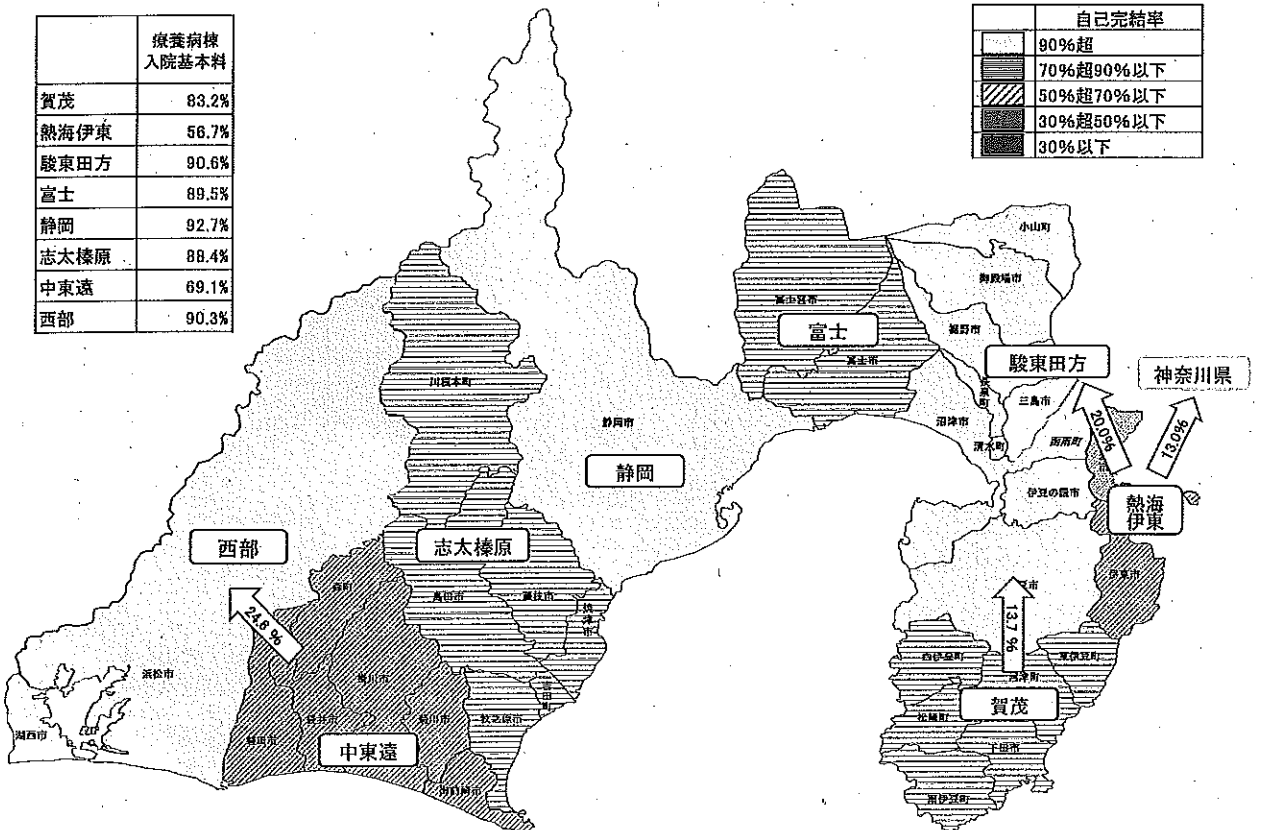 療養病棟
入院基本料
賀茂 83.2%
熱海伊東 56.7%
駿東田方 90.6%
富士 89.5%
静岡 92.7%
志太榛原 88.4%
中東遠 69.1%
西部 90.3%
自己完結率
90%超
70%超90%以下
50%超70%以下
30%超50%以下
30%以下
小山町
御殿場市
富士宮市
裾野市
富士
富士市
駿東田方
神奈川県
川根本町
長泉町
三島市
20.0%
13.0%
静岡市
沼津市
清水町
函南町
静岡
伊豆の国市
熱海
伊東
西部
志太榛原
伊東市
森町
島田市
藤枝市
焼津市
24.6%
13.7%
浜松市
西伊豆町
東伊豆町
河津町
掛川市
吉田町
賀茂
松崎町
湖西市
磐田市
袋井市
菊川市
牧之原市
下田市
中東遠
御前崎市
南伊豆町